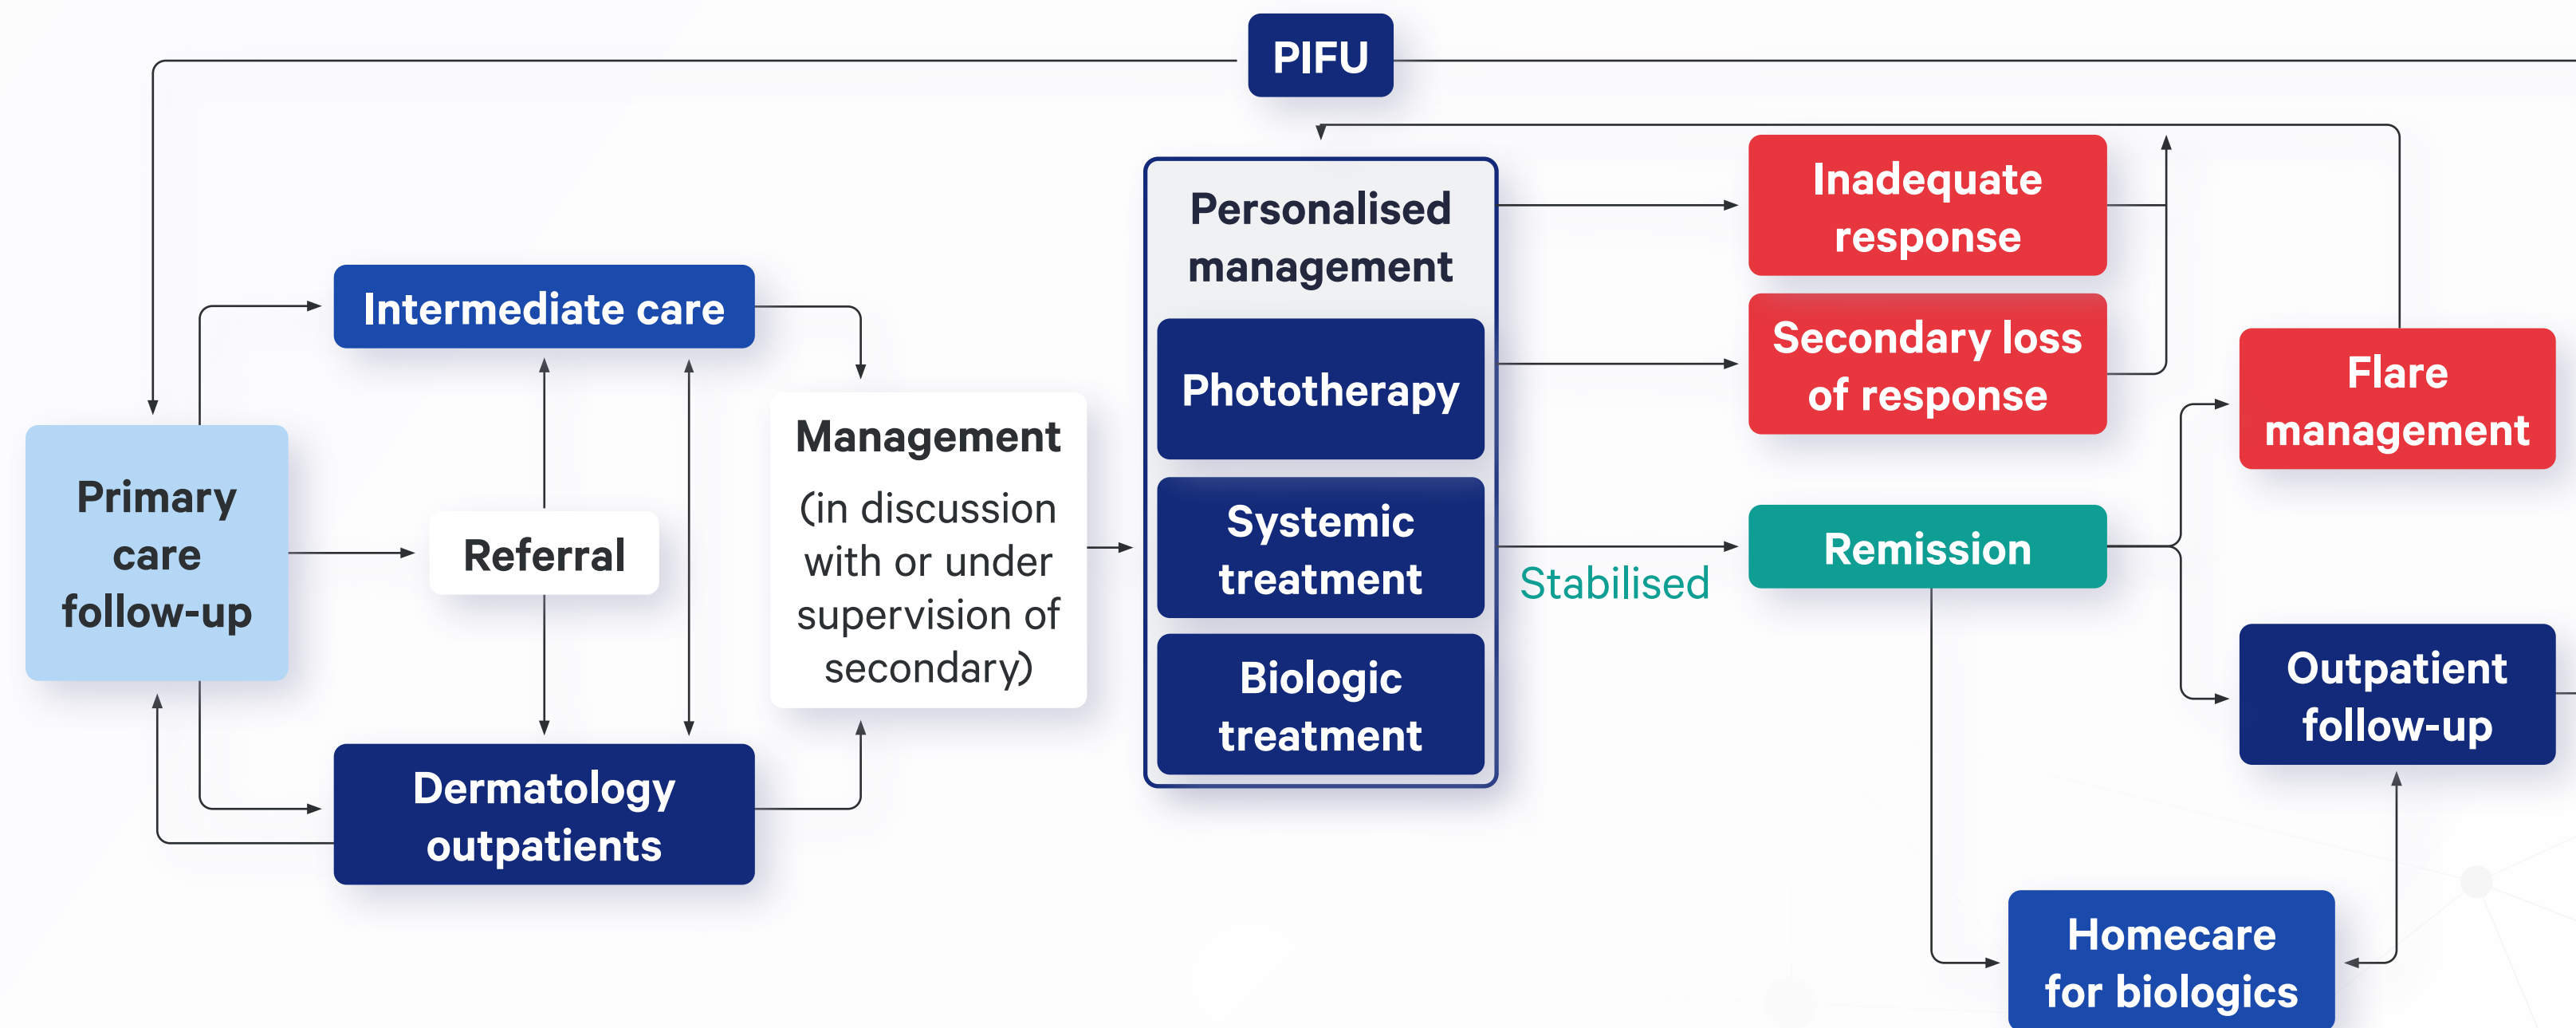 PIFU
Personalised
management
Inadequate
response
Intermediate care
Phototherapy
Secondary loss
of response
Flare
management
Management
(in discussion
with or under
supervision of
secondary)
Primary
care
follow-up
Referral
Systemic
treatment
Stabilised
Remission
Biologic
treatment
Outpatient
follow-up
Dermatology
outpatients
Homecare
for biologics